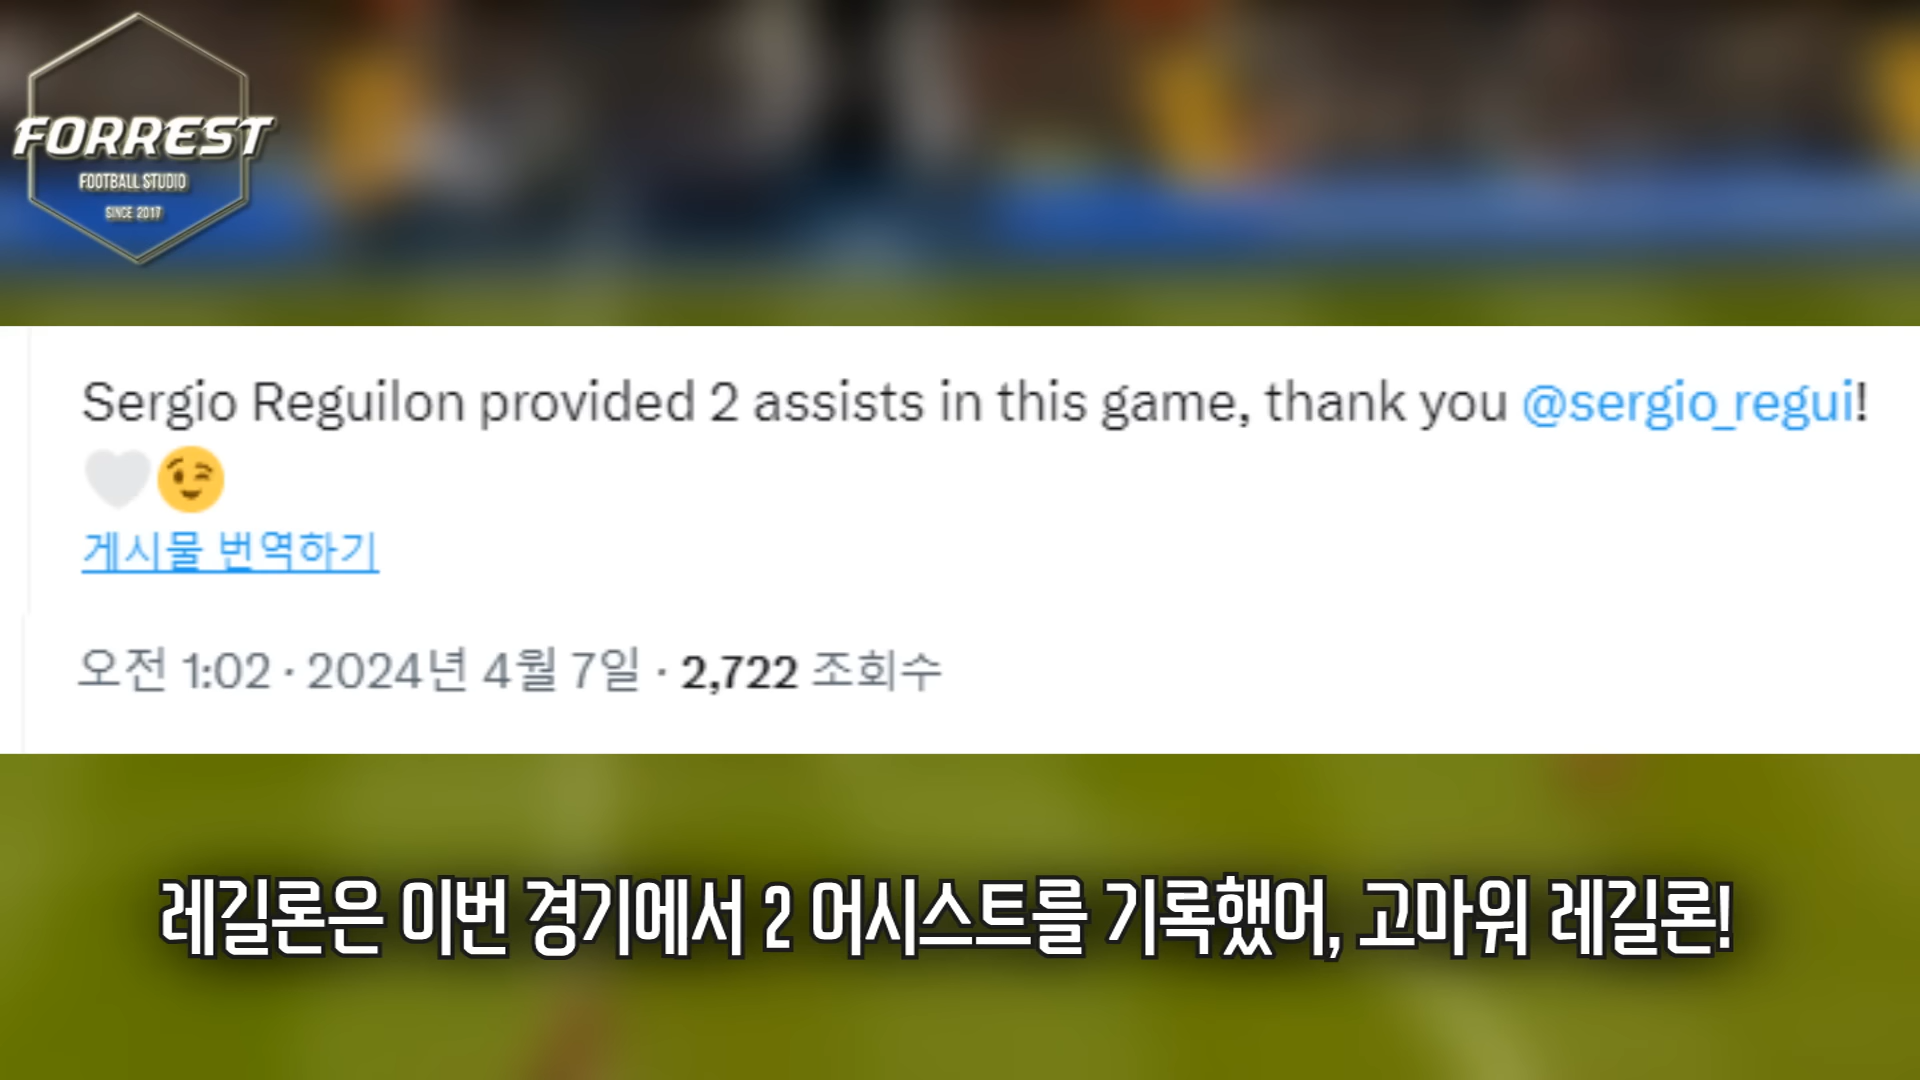 FORREST
FOOTBALL STUDIO
SINCE 2017
Sergio Reguilon provided 2 assists in this game, thank you @sergio_regui!
🤍😉
게시물 번역하기
오전 1:02 · 2024년 4월 7일 · 2,722 조회수
레길론은 이번 경기에서 2 어시스트를 기록했어, 고마워 레길론!